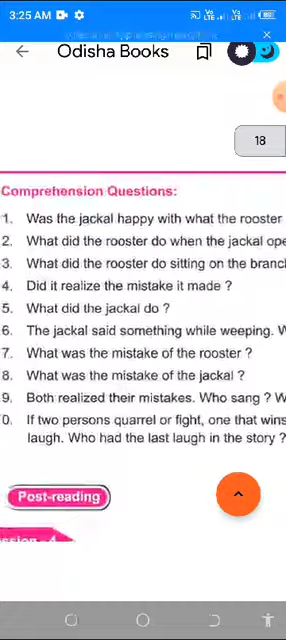 3:25 AM
Odisha Books
18
Comprehension Questions:
1. Was the jackal happy with what the rooster
2. What did the rooster do when the jackal ope
3. What did the rooster do sitting on the branc
4. Did it realize the mistake it made ?
5. What did the jackal do ?
6. The jackal said something while weeping. W
7. What was the mistake of the rooster ?
8. What was the mistake of the jackal ?
9. Both realized their mistakes. Who sang ? W
0. If two persons quarrel or fight, one that wins
laugh. Who had the last laugh in the story ?
Post-reading
ssion - 4